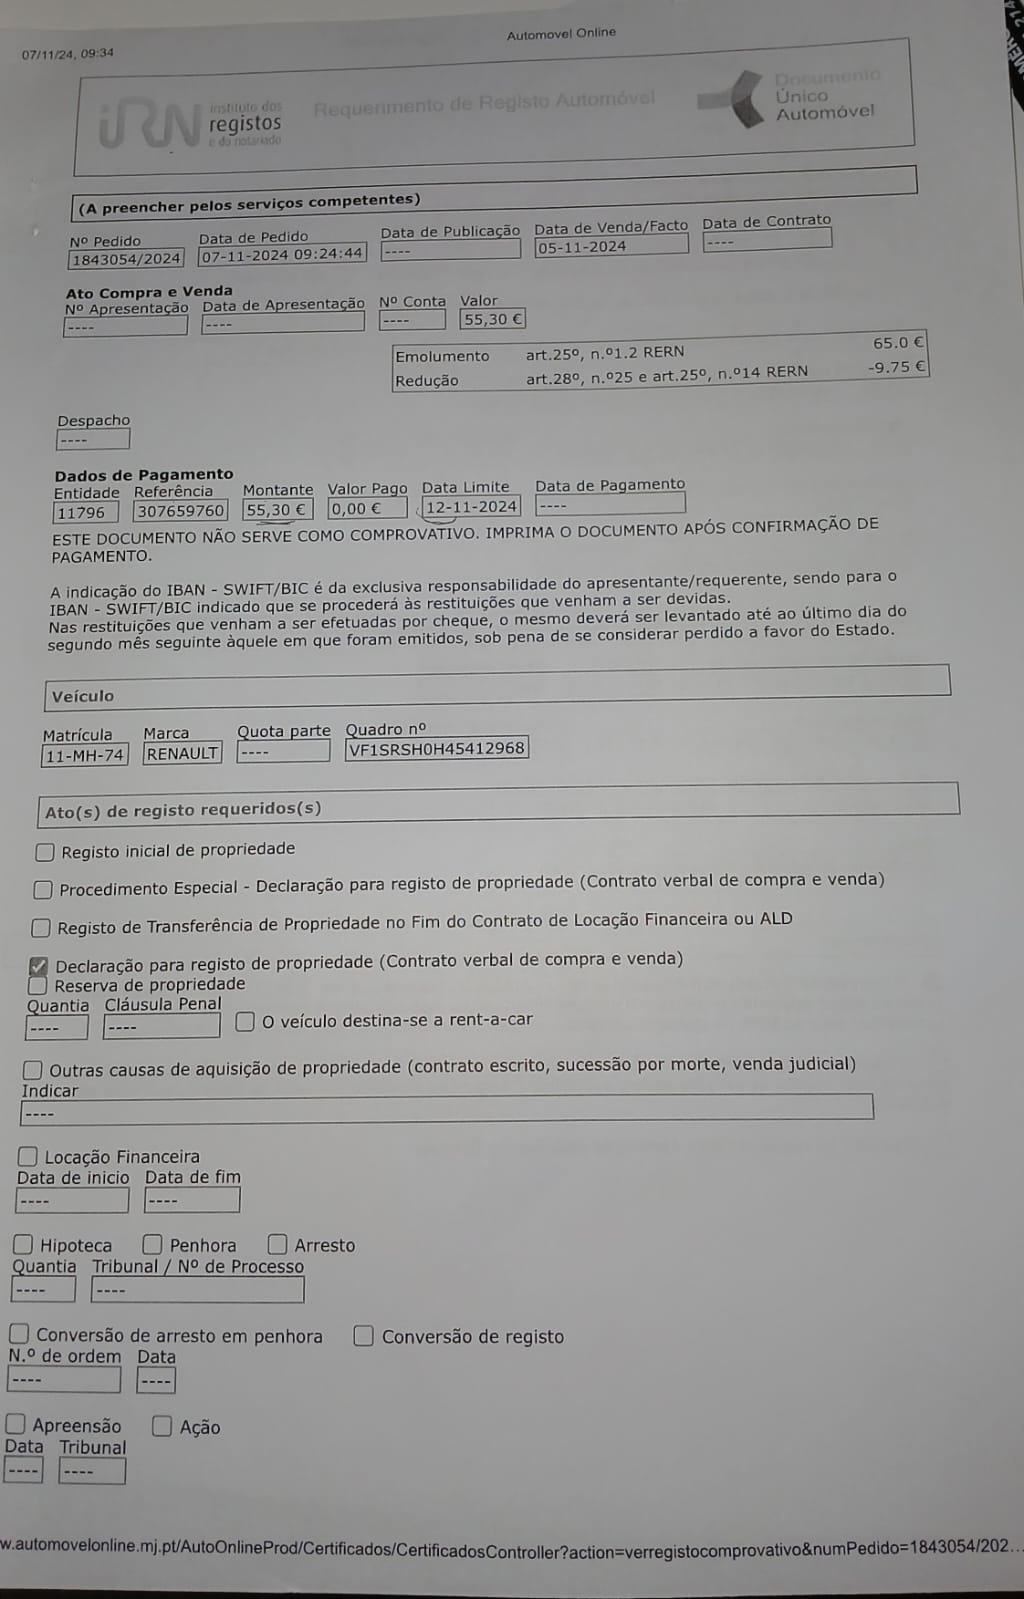 07/11/24, 09:34
Automovel Online
iRN instituto dos registos e do notariado
Requerimento de Registo Automóvel
Documento Único Automóvel
(A preencher pelos serviços competentes)
Nº Pedido Data de Pedido Data de Publicação Data de Venda/Facto Data de Contrato
1843054/2024 07-11-2024 09:24:44 ---- 05-11-2024 ----
Ato Compra e Venda
Nº Apresentação Data de Apresentação Nº Conta Valor
---- ---- ---- 55,30 €
Emolumento art.25º, n.º1.2 RERN 65.0 €
Redução art.28º, n.º25 e art.25º, n.º14 RERN -9.75 €
Despacho
----
Dados de Pagamento
Entidade Referência Montante Valor Pago Data Limite Data de Pagamento
11796 307659760 55,30 € 0,00 € 12-11-2024 ----
ESTE DOCUMENTO NÃO SERVE COMO COMPROVATIVO. IMPRIMA O DOCUMENTO APÓS CONFIRMAÇÃO DE
PAGAMENTO.
A indicação do IBAN - SWIFT/BIC é da exclusiva responsabilidade do apresentante/requerente, sendo para o
IBAN - SWIFT/BIC indicado que se procederá às restituições que venham a ser devidas.
Nas restituições que venham a ser efetuadas por cheque, o mesmo deverá ser levantado até ao último dia do
segundo mês seguinte àquele em que foram emitidos, sob pena de se considerar perdido a favor do Estado.
Veículo
Matrícula Marca Quota parte Quadro nº
11-MH-74 RENAULT ---- VF1SRSH0H45412968
Ato(s) de registo requeridos(s)
Registo inicial de propriedade
Procedimento Especial - Declaração para registo de propriedade (Contrato verbal de compra e venda)
Registo de Transferência de Propriedade no Fim do Contrato de Locação Financeira ou ALD
Declaração para registo de propriedade (Contrato verbal de compra e venda)
Reserva de propriedade
Quantia Cláusula Penal
---- ---- O veículo destina-se a rent-a-car
Outras causas de aquisição de propriedade (contrato escrito, sucessão por morte, venda judicial)
Indicar
----
Locação Financeira
Data de inicio Data de fim
---- ----
Hipoteca Penhora Arresto
Quantia Tribunal / Nº de Processo
---- ----
Conversão de arresto em penhora Conversão de registo
N.º de ordem Data
---- ----
Apreensão Ação
Data Tribunal
---- ----
w.automovelonline.mj.pt/AutoOnlineProd/Certificados/CertificadosController?action=verregistocomprovativo&numPedido=1843054/202...